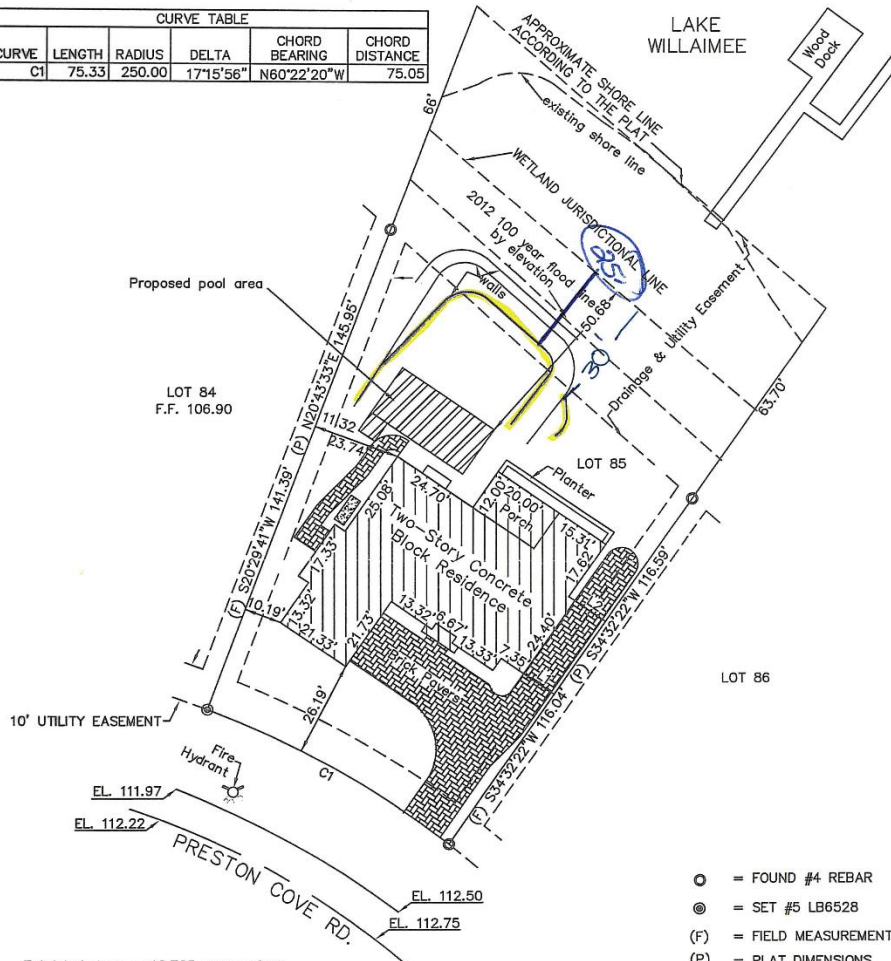 CURVE TABLE
CURVE LENGTH RADIUS DELTA CHORD BEARING CHORD DISTANCE
C1 75.33 250.00 17°15'56" N60°22'20"W 75.05
LAKE
WILLAIMEE
Wood
Dock
APPROXIMATE SHORE LINE
ACCORDING TO THE PLAT
existing shore line
66'
WETLAND JURISDICTIONAL LINE
2012 100 year flood line
by elevation
25'
50.68'
30'
walls
Drainage & Utility Easement
63.70'
Proposed pool area
LOT 84
F.F. 106.90
(P) N20°43'33"E 145.95'
(F) S20°29'41"W 141.39'
11.32
23.74'
LOT 85
Planter
24.70'
12.00'
20.00'
Porch
15.31'
17.62'
25.08'
17.33'
Two-Story Concrete
Block Residence
10.19'
13.32
21.33'
21.73'
13.32'
6.67'
13.33'
7.35'
24.40'
Brick Pavers
26.19'
(P) S34°32'22"W 116.59'
(F) S34°32'22"W 116.04'
LOT 86
10' UTILITY EASEMENT
Fire
Hydrant
C1
EL. 111.97
EL. 112.22
EL. 112.50
EL. 112.75
PRESTON COVE RD.
= FOUND #4 REBAR
= SET #5 LB6528
(F) = FIELD MEASUREMENT
(P) = PLAT DIMENSIONS